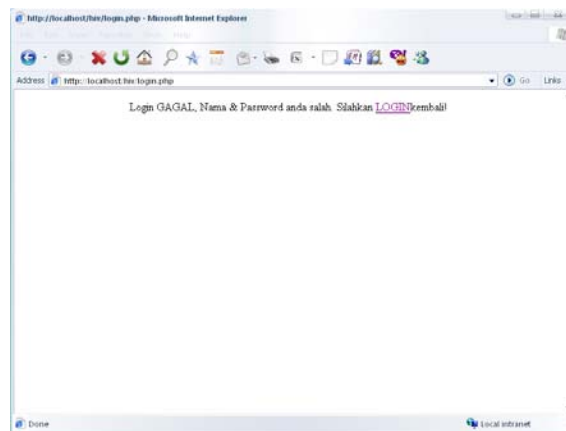 http://localhost/hir/login.php - Microsoft Internet Explorer
Address http://localhost/hir/login.php Go Links
Login GAGAL, Nama & Password anda salah. Silahkan LOGINkembali!
Done Local intranet